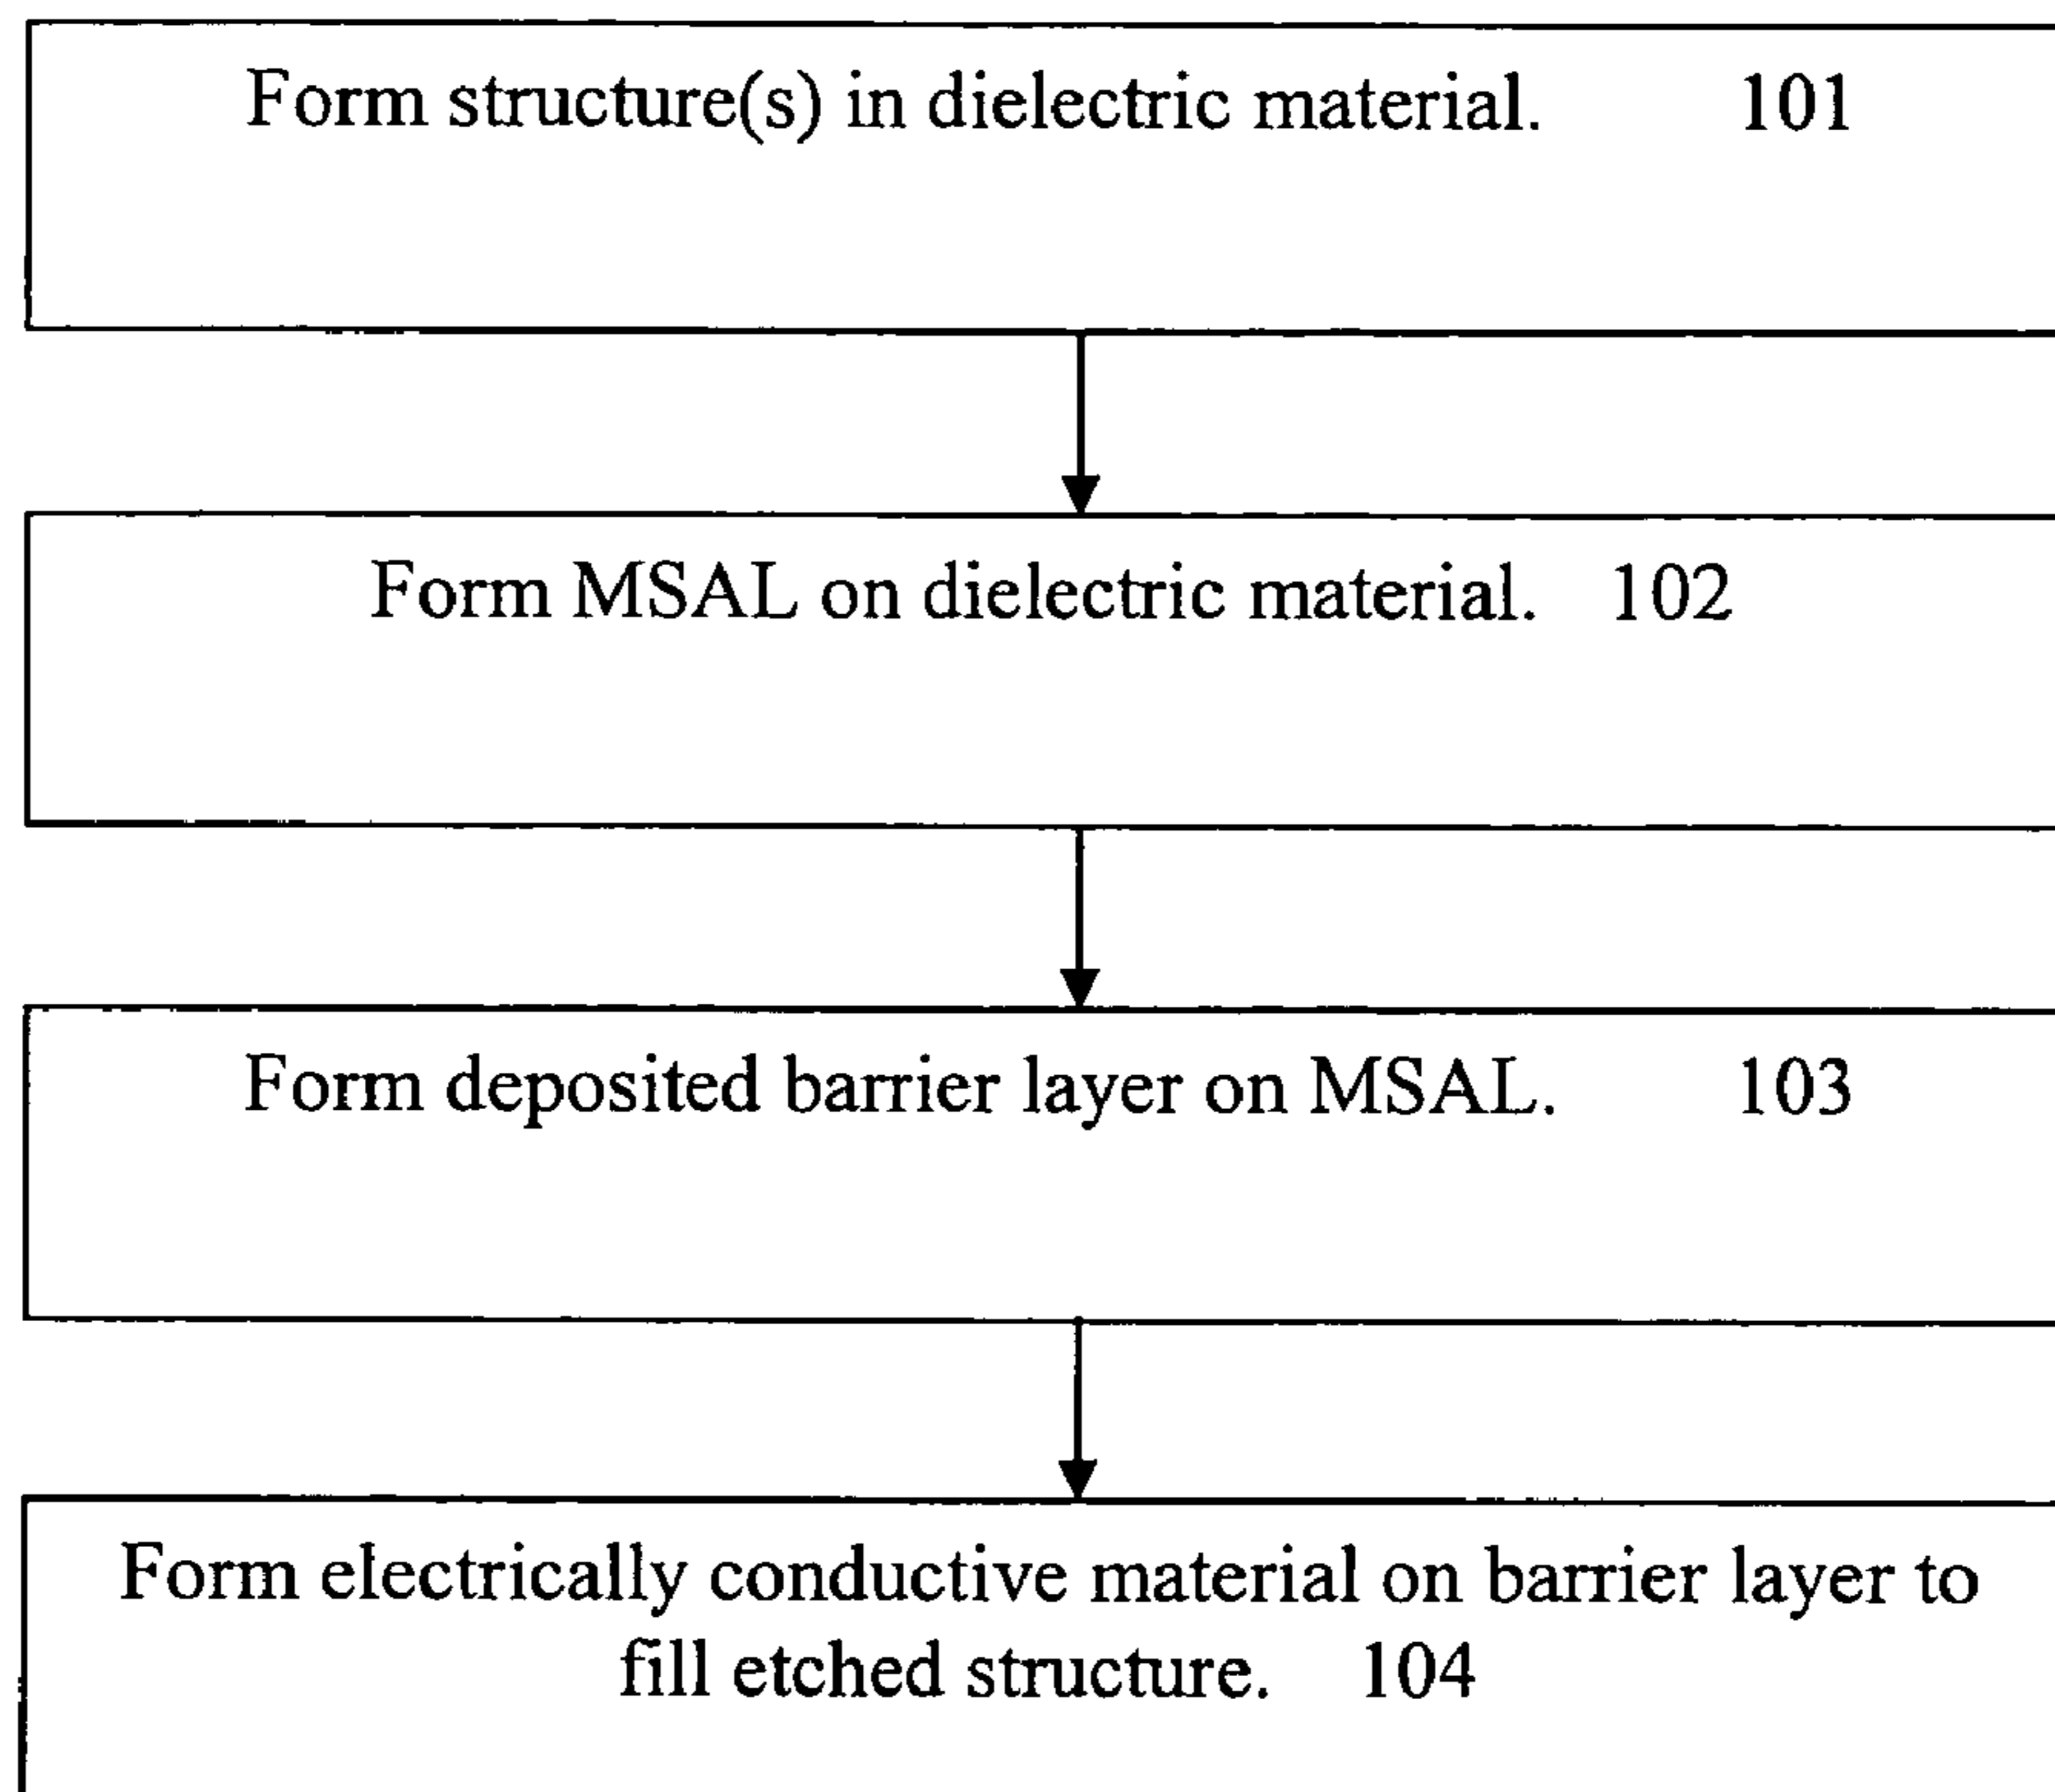 Form structure(s) in dielectric material. 101
Form MSAL on dielectric material. 102
Form deposited barrier layer on MSAL. 103
Form electrically conductive material on barrier layer to
fill etched structure. 104